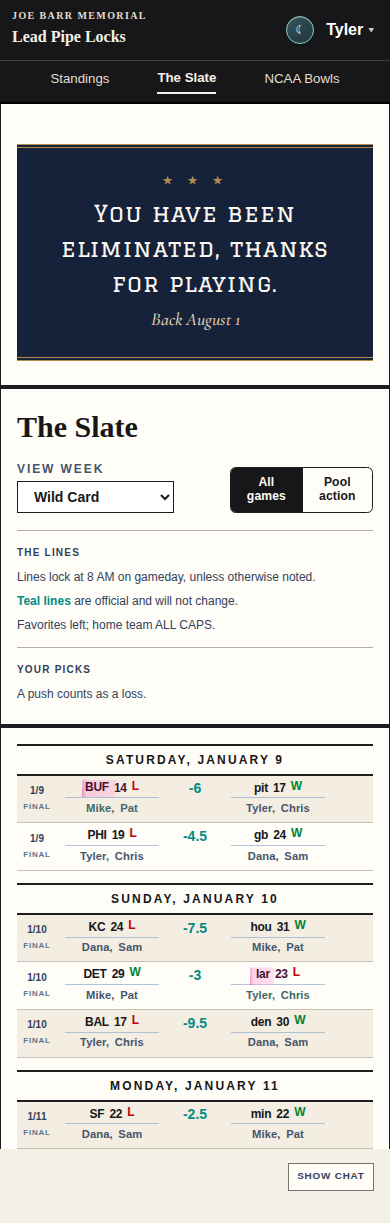 JOE BARR MEMORIAL
Lead Pipe Locks
Tyler
Standings The Slate NCAA Bowls
YOU HAVE BEEN
ELIMINATED, THANKS
FOR PLAYING.
Back August 1
The Slate
VIEW WEEK
Wild Card
All games
Pool action
THE LINES
Lines lock at 8 AM on gameday, unless otherwise noted.
Teal lines are official and will not change.
Favorites left; home team ALL CAPS.
YOUR PICKS
A push counts as a loss.
SATURDAY, JANUARY 9
1/9 BUF 14 L -6 pit 17 W
FINAL Mike, Pat Tyler, Chris
1/9 PHI 19 L -4.5 gb 24 W
FINAL Tyler, Chris Dana, Sam
SUNDAY, JANUARY 10
1/10 KC 24 L -7.5 hou 31 W
FINAL Dana, Sam Mike, Pat
1/10 DET 29 W -3 lar 23 L
FINAL Mike, Pat Tyler, Chris
1/10 BAL 17 L -9.5 den 30 W
FINAL Tyler, Chris Dana, Sam
MONDAY, JANUARY 11
1/11 SF 22 L -2.5 min 22 W
FINAL Dana, Sam Mike, Pat
SHOW CHAT